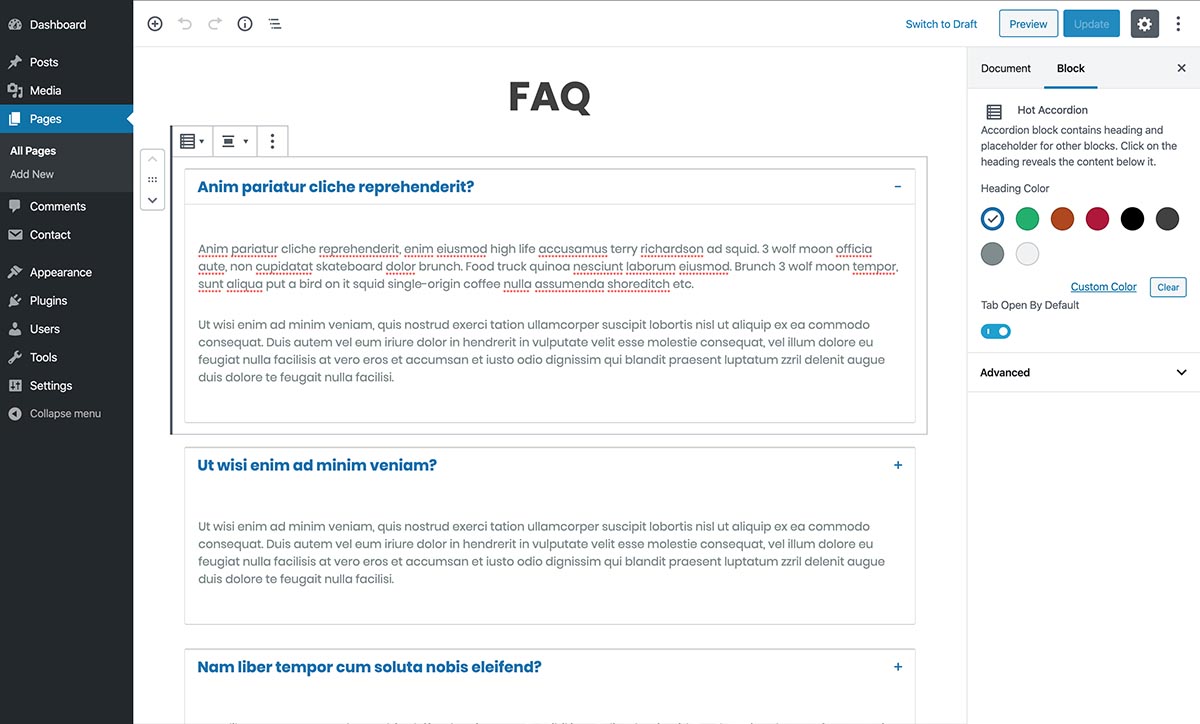 Dashboard
Posts
Media
Pages
All Pages
Add New
Comments
Contact
Appearance
Plugins
Users
Tools
Settings
Collapse menu
Switch to Draft
Preview
Update
FAQ
Anim pariatur cliche reprehenderit?
Anim pariatur cliche reprehenderit, enim eiusmod high life accusamus terry richardson ad squid. 3 wolf moon officia
aute, non cupidatat skateboard dolor brunch. Food truck quinoa nesciunt laborum eiusmod. Brunch 3 wolf moon tempor,
sunt aliqua put a bird on it squid single-origin coffee nulla assumenda shoreditch etc.
Ut wisi enim ad minim veniam, quis nostrud exerci tation ullamcorper suscipit lobortis nisl ut aliquip ex ea commodo
consequat. Duis autem vel eum iriure dolor in hendrerit in vulputate velit esse molestie consequat, vel illum dolore eu
feugiat nulla facilisis at vero eros et accumsan et iusto odio dignissim qui blandit praesent luptatum zzril delenit augue
duis dolore te feugait nulla facilisi.
Ut wisi enim ad minim veniam?
Ut wisi enim ad minim veniam, quis nostrud exerci tation ullamcorper suscipit lobortis nisl ut aliquip ex ea commodo
consequat. Duis autem vel eum iriure dolor in hendrerit in vulputate velit esse molestie consequat, vel illum dolore eu
feugiat nulla facilisis at vero eros et accumsan et iusto odio dignissim qui blandit praesent luptatum zzril delenit augue
duis dolore te feugait nulla facilisi.
Nam liber tempor cum soluta nobis eleifend?
Document
Block
Hot Accordion
Accordion block contains heading and
placeholder for other blocks. Click on the
heading reveals the content below it.
Heading Color
Custom Color
Clear
Tab Open By Default
Advanced